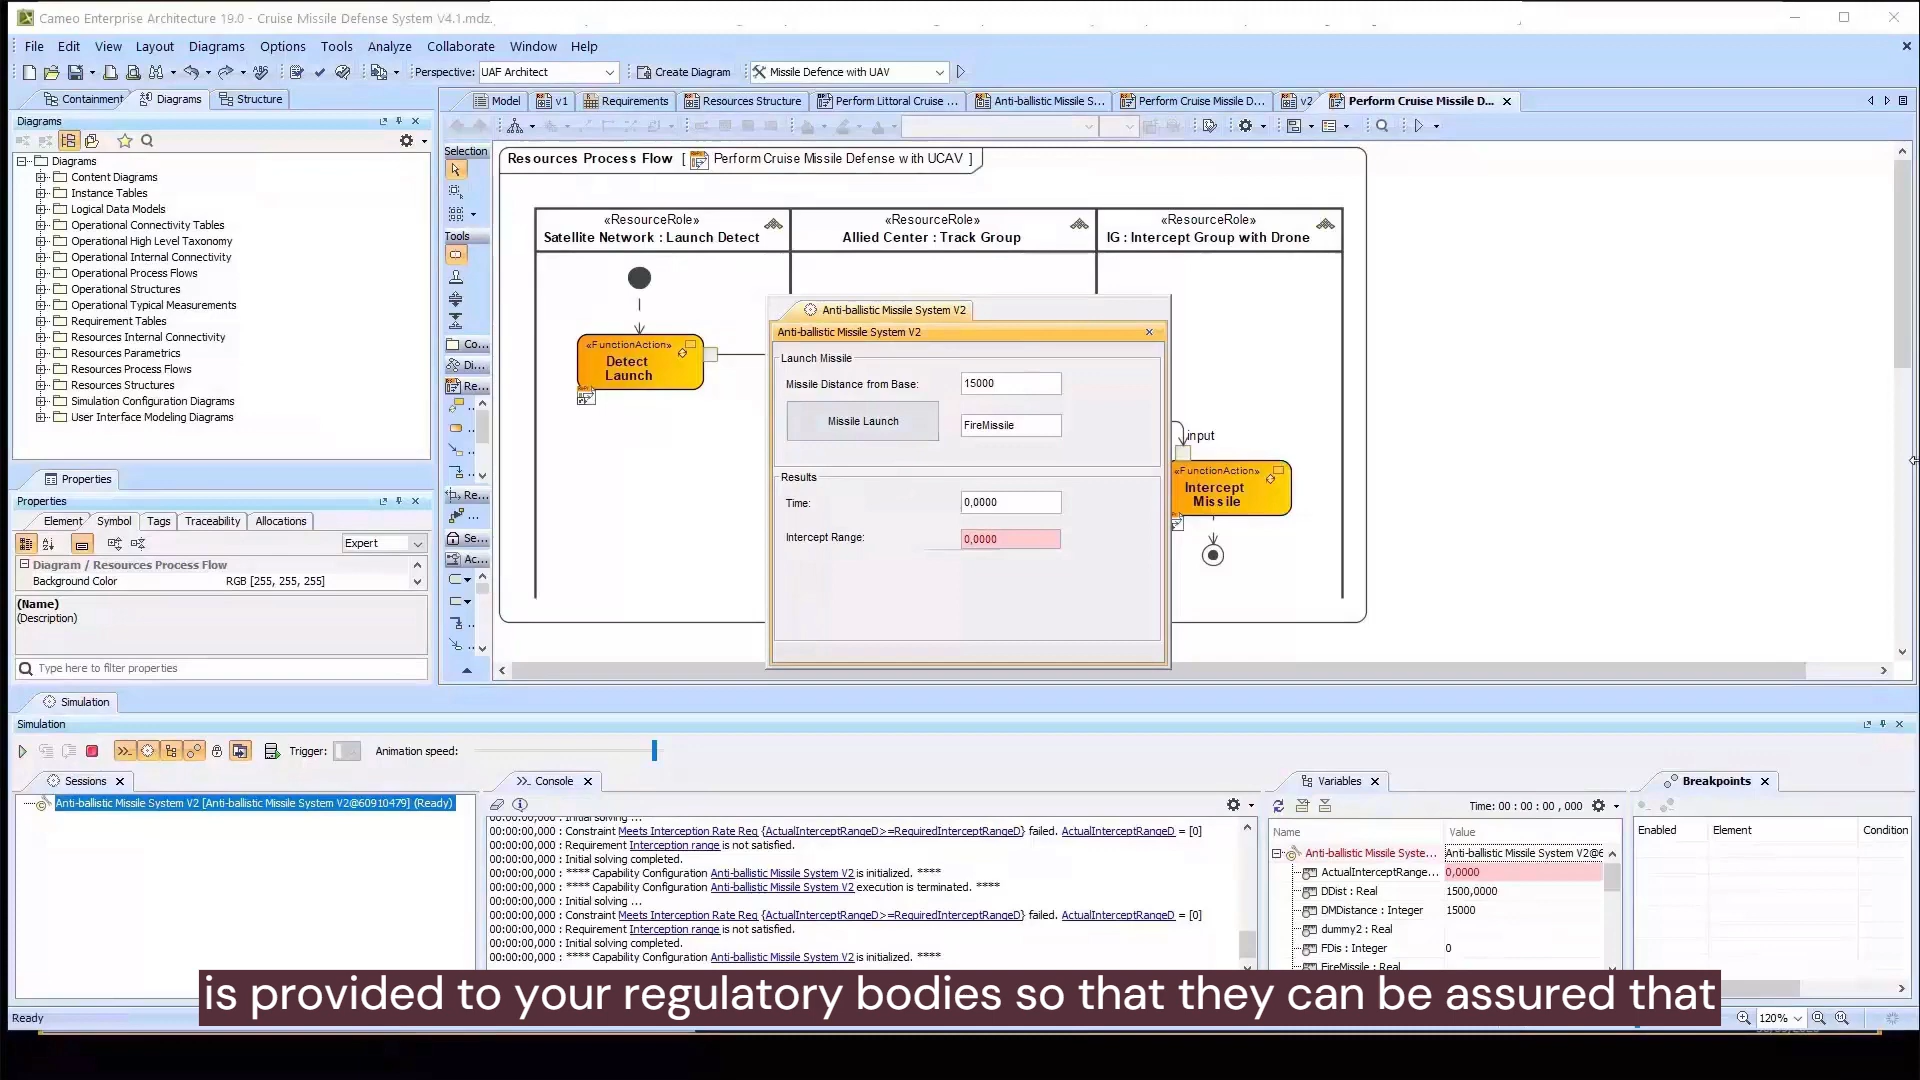 Cameo Enterprise Architecture 19.0 - Cruise Missile Defense System V4.1.mdz
File Edit View Layout Diagrams Options Tools Analyze Collaborate Window Help
Perspective: UAF Architect Create Diagram Missile Defence with UAV
Containment Diagrams Structure
Model v1 Requirements Resources Structure Perform Littoral Cruise ... Anti-ballistic Missile S... Perform Cruise Missile D... v2 Perform Cruise Missile D...
Diagrams
Diagrams
Content Diagrams
Instance Tables
Logical Data Models
Operational Connectivity Tables
Operational High Level Taxonomy
Operational Internal Connectivity
Operational Process Flows
Operational Structures
Operational Typical Measurements
Requirement Tables
Resources Internal Connectivity
Resources Parametrics
Resources Process Flows
Resources Structures
Simulation Configuration Diagrams
User Interface Modeling Diagrams
Properties
Properties
Element Symbol Tags Traceability Allocations
Expert
Diagram / Resources Process Flow
Background Color RGB [255, 255, 255]
(Name)
(Description)
Type here to filter properties
Selection
Tools
Co...
Di...
Re...
Re...
Se...
Ac...
Resources Process Flow [ Perform Cruise Missile Defense with UCAV ]
«ResourceRole»
Satellite Network : Launch Detect
«ResourceRole»
Allied Center : Track Group
«ResourceRole»
IG : Intercept Group with Drone
«FunctionAction»
Detect
Launch
input
«FunctionAction»
Intercept
Missile
Anti-ballistic Missile System V2
Anti-ballistic Missile System V2
Launch Missile
Missile Distance from Base: 15000
Missile Launch FireMissile
Results
Time: 0,0000
Intercept Range: 0,0000
Simulation
Simulation
Trigger: Animation speed:
Sessions
Anti-ballistic Missile System V2 [Anti-ballistic Missile System V2@60910479] (Ready)
Console
00:00:00,000 : Initial solving ...
00:00:00,000 : Constraint Meets Interception Rate Req {ActualInterceptRangeD>=RequiredInterceptRangeD} failed. ActualInterceptRangeD = [0]
00:00:00,000 : Requirement Interception range is not satisfied.
00:00:00,000 : Initial solving completed.
00:00:00,000 : **** Capability Configuration Anti-ballistic Missile System V2 is initialized. ****
00:00:00,000 : **** Capability Configuration Anti-ballistic Missile System V2 execution is terminated. ****
00:00:00,000 : Initial solving ...
00:00:00,000 : Constraint Meets Interception Rate Req {ActualInterceptRangeD>=RequiredInterceptRangeD} failed. ActualInterceptRangeD = [0]
00:00:00,000 : Requirement Interception range is not satisfied.
00:00:00,000 : Initial solving completed.
00:00:00,000 : **** Capability Configuration Anti-ballistic Missile System V2 is initialized. ****
Variables
Time: 00 : 00 : 00 ,000
Name Value
Anti-ballistic Missile Syste... Anti-ballistic Missile System V2@6
ActualInterceptRange... 0,0000
DDist : Real 1500,0000
DMDistance : Integer 15000
dummy2 : Real
FDis : Integer 0
FireMissile : Real
Breakpoints
Enabled Element Condition
is provided to your regulatory bodies so that they can be assured that
Ready
120%